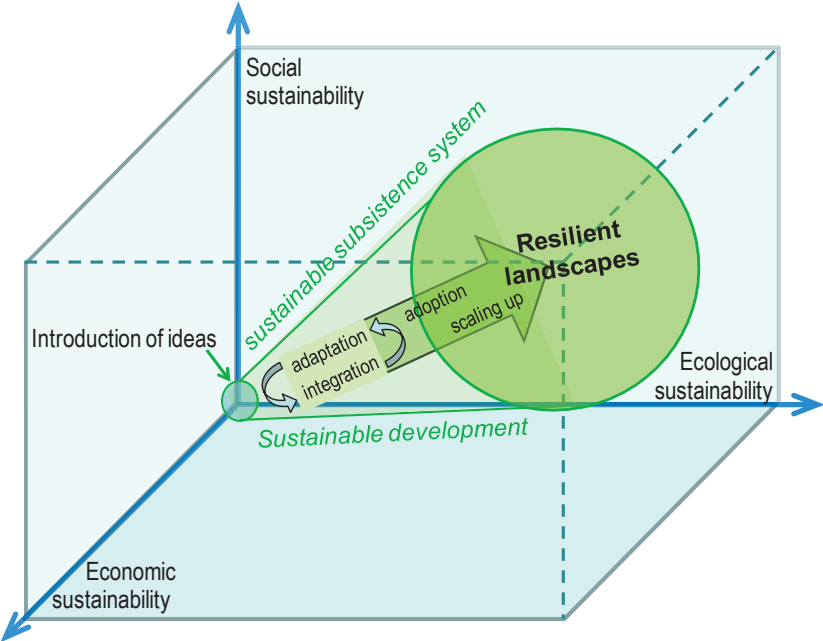 Social
sustainability
sustainable subsistence system
Resilient
landscapes
adoption
scaling up
Introduction of ideas
adaptation
integration
Ecological
sustainability
Sustainable development
Economic
sustainability